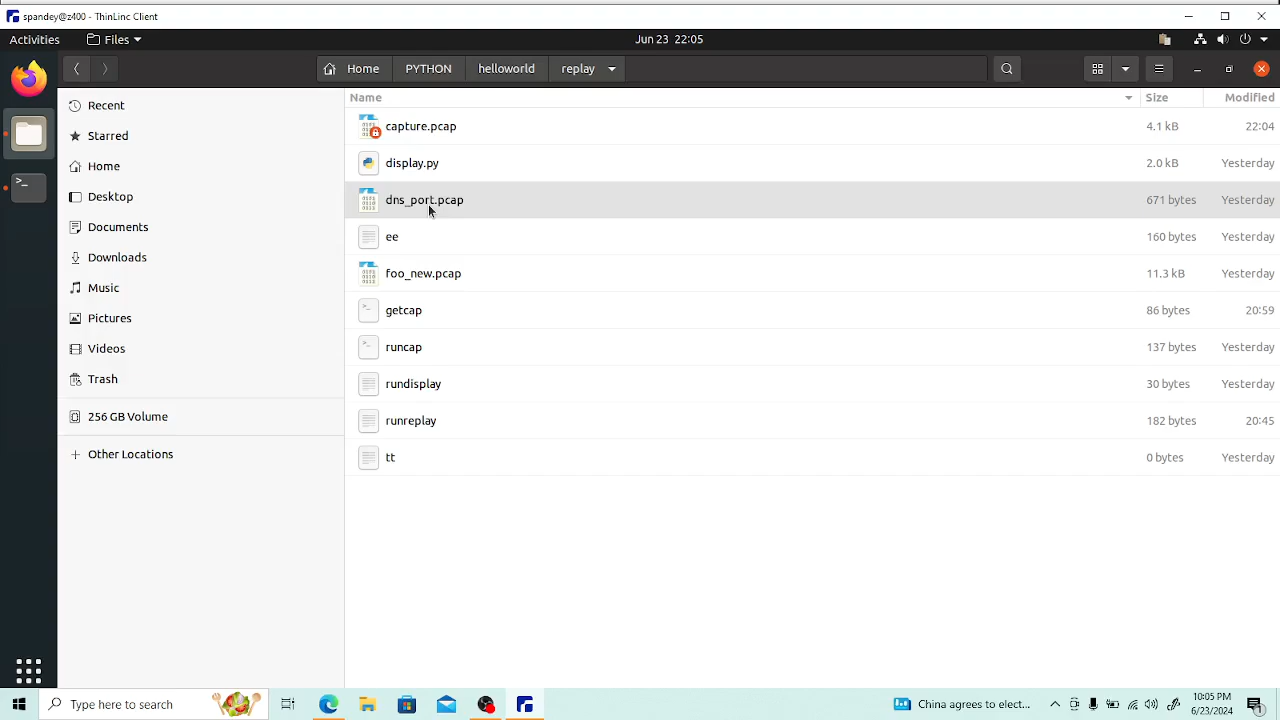 spandey@z400 - ThinLinc Client
Activities Files Jun 23 22:05
Home PYTHON helloworld replay
Recent
Starred
Home
Desktop
Documents
Downloads
Music
Pictures
Videos
Trash
256 GB Volume
Other Locations
Name Size Modified
capture.pcap 4.1 kB 22:04
display.py 2.0 kB Yesterday
dns_port.pcap 671 bytes Yesterday
ee 160 bytes Yesterday
foo_new.pcap 11.3 kB Yesterday
getcap 86 bytes 20:59
runcap 137 bytes Yesterday
rundisplay 30 bytes Yesterday
runreplay 182 bytes 20:45
tt 0 bytes Yesterday
Type here to search
China agrees to elect...
10:05 PM
6/23/2024
1